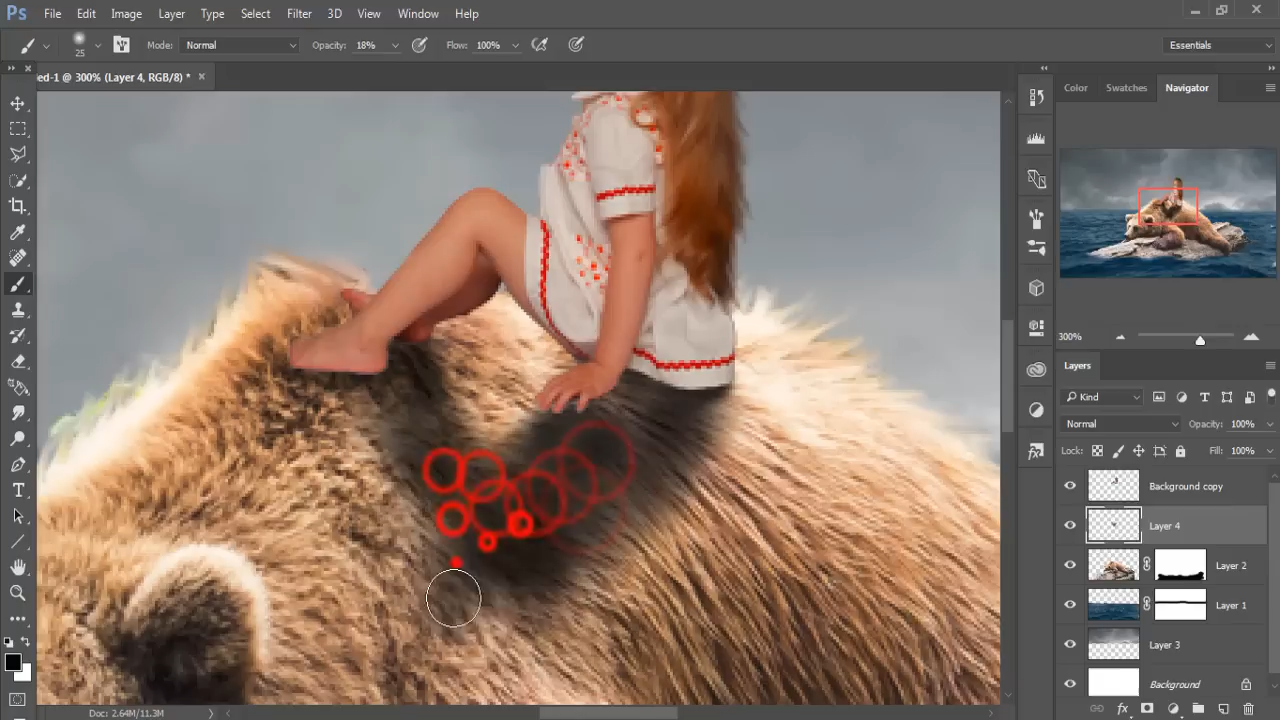 Ps File Edit Image Layer Type Select Filter 3D View Window Help
25 Mode: Normal Opacity: 18% Flow: 100% Essentials
ed-1 @ 300% (Layer 4, RGB/8) *
Color Swatches Navigator
300%
Layers
Kind
Normal Opacity: 100%
Lock: Fill: 100%
Background copy
Layer 4
Layer 2
Layer 1
Layer 3
Background
Doc: 2.64M/11.3M